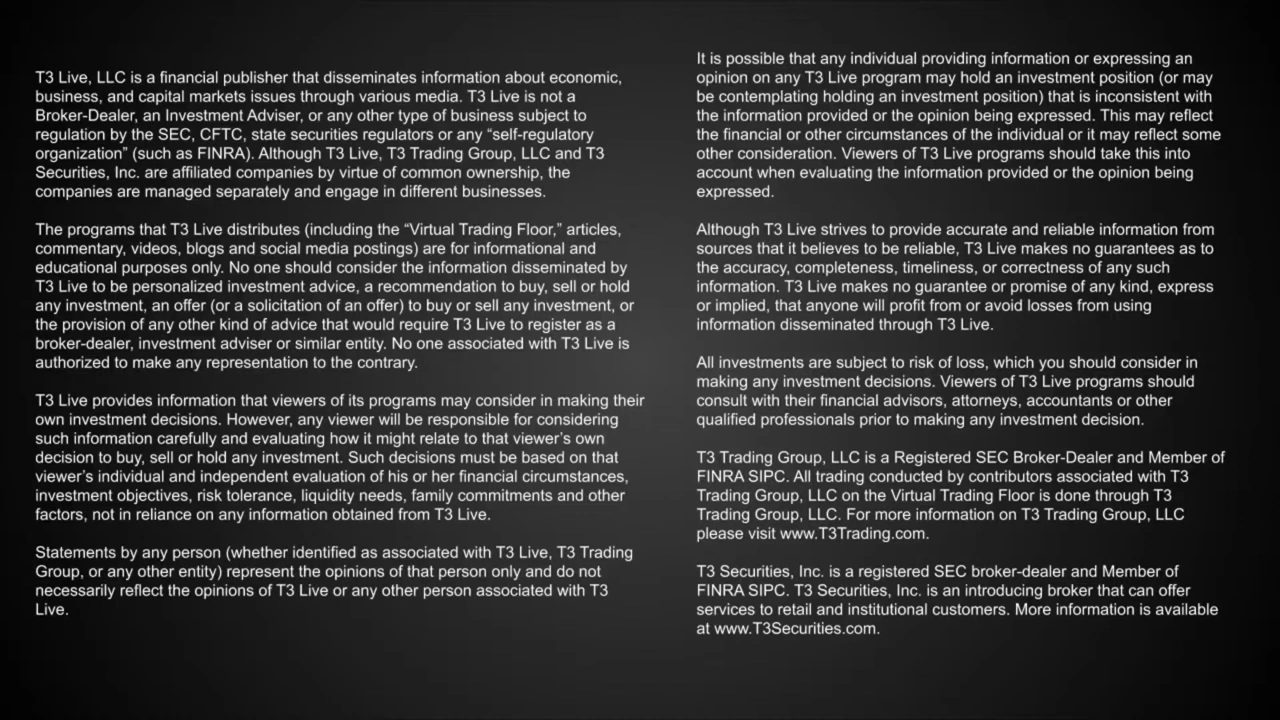 T3 Live, LLC is a financial publisher that disseminates information about economic,
business, and capital markets issues through various media. T3 Live is not a
Broker-Dealer, an Investment Adviser, or any other type of business subject to
regulation by the SEC, CFTC, state securities regulators or any “self-regulatory
organization” (such as FINRA). Although T3 Live, T3 Trading Group, LLC and T3
Securities, Inc. are affiliated companies by virtue of common ownership, the
companies are managed separately and engage in different businesses.
The programs that T3 Live distributes (including the “Virtual Trading Floor,” articles,
commentary, videos, blogs and social media postings) are for informational and
educational purposes only. No one should consider the information disseminated by
T3 Live to be personalized investment advice, a recommendation to buy, sell or hold
any investment, an offer (or a solicitation of an offer) to buy or sell any investment, or
the provision of any other kind of advice that would require T3 Live to register as a
broker-dealer, investment adviser or similar entity. No one associated with T3 Live is
authorized to make any representation to the contrary.
T3 Live provides information that viewers of its programs may consider in making their
own investment decisions. However, any viewer will be responsible for considering
such information carefully and evaluating how it might relate to that viewer’s own
decision to buy, sell or hold any investment. Such decisions must be based on that
viewer’s individual and independent evaluation of his or her financial circumstances,
investment objectives, risk tolerance, liquidity needs, family commitments and other
factors, not in reliance on any information obtained from T3 Live.
Statements by any person (whether identified as associated with T3 Live, T3 Trading
Group, or any other entity) represent the opinions of that person only and do not
necessarily reflect the opinions of T3 Live or any other person associated with T3
Live.
It is possible that any individual providing information or expressing an
opinion on any T3 Live program may hold an investment position (or may
be contemplating holding an investment position) that is inconsistent with
the information provided or the opinion being expressed. This may reflect
the financial or other circumstances of the individual or it may reflect some
other consideration. Viewers of T3 Live programs should take this into
account when evaluating the information provided or the opinion being
expressed.
Although T3 Live strives to provide accurate and reliable information from
sources that it believes to be reliable, T3 Live makes no guarantees as to
the accuracy, completeness, timeliness, or correctness of any such
information. T3 Live makes no guarantee or promise of any kind, express
or implied, that anyone will profit from or avoid losses from using
information disseminated through T3 Live.
All investments are subject to risk of loss, which you should consider in
making any investment decisions. Viewers of T3 Live programs should
consult with their financial advisors, attorneys, accountants or other
qualified professionals prior to making any investment decision.
T3 Trading Group, LLC is a Registered SEC Broker-Dealer and Member of
FINRA SIPC. All trading conducted by contributors associated with T3
Trading Group, LLC on the Virtual Trading Floor is done through T3
Trading Group, LLC. For more information on T3 Trading Group, LLC
please visit www.T3Trading.com.
T3 Securities, Inc. is a registered SEC broker-dealer and Member of
FINRA SIPC. T3 Securities, Inc. is an introducing broker that can offer
services to retail and institutional customers. More information is available
at www.T3Securities.com.